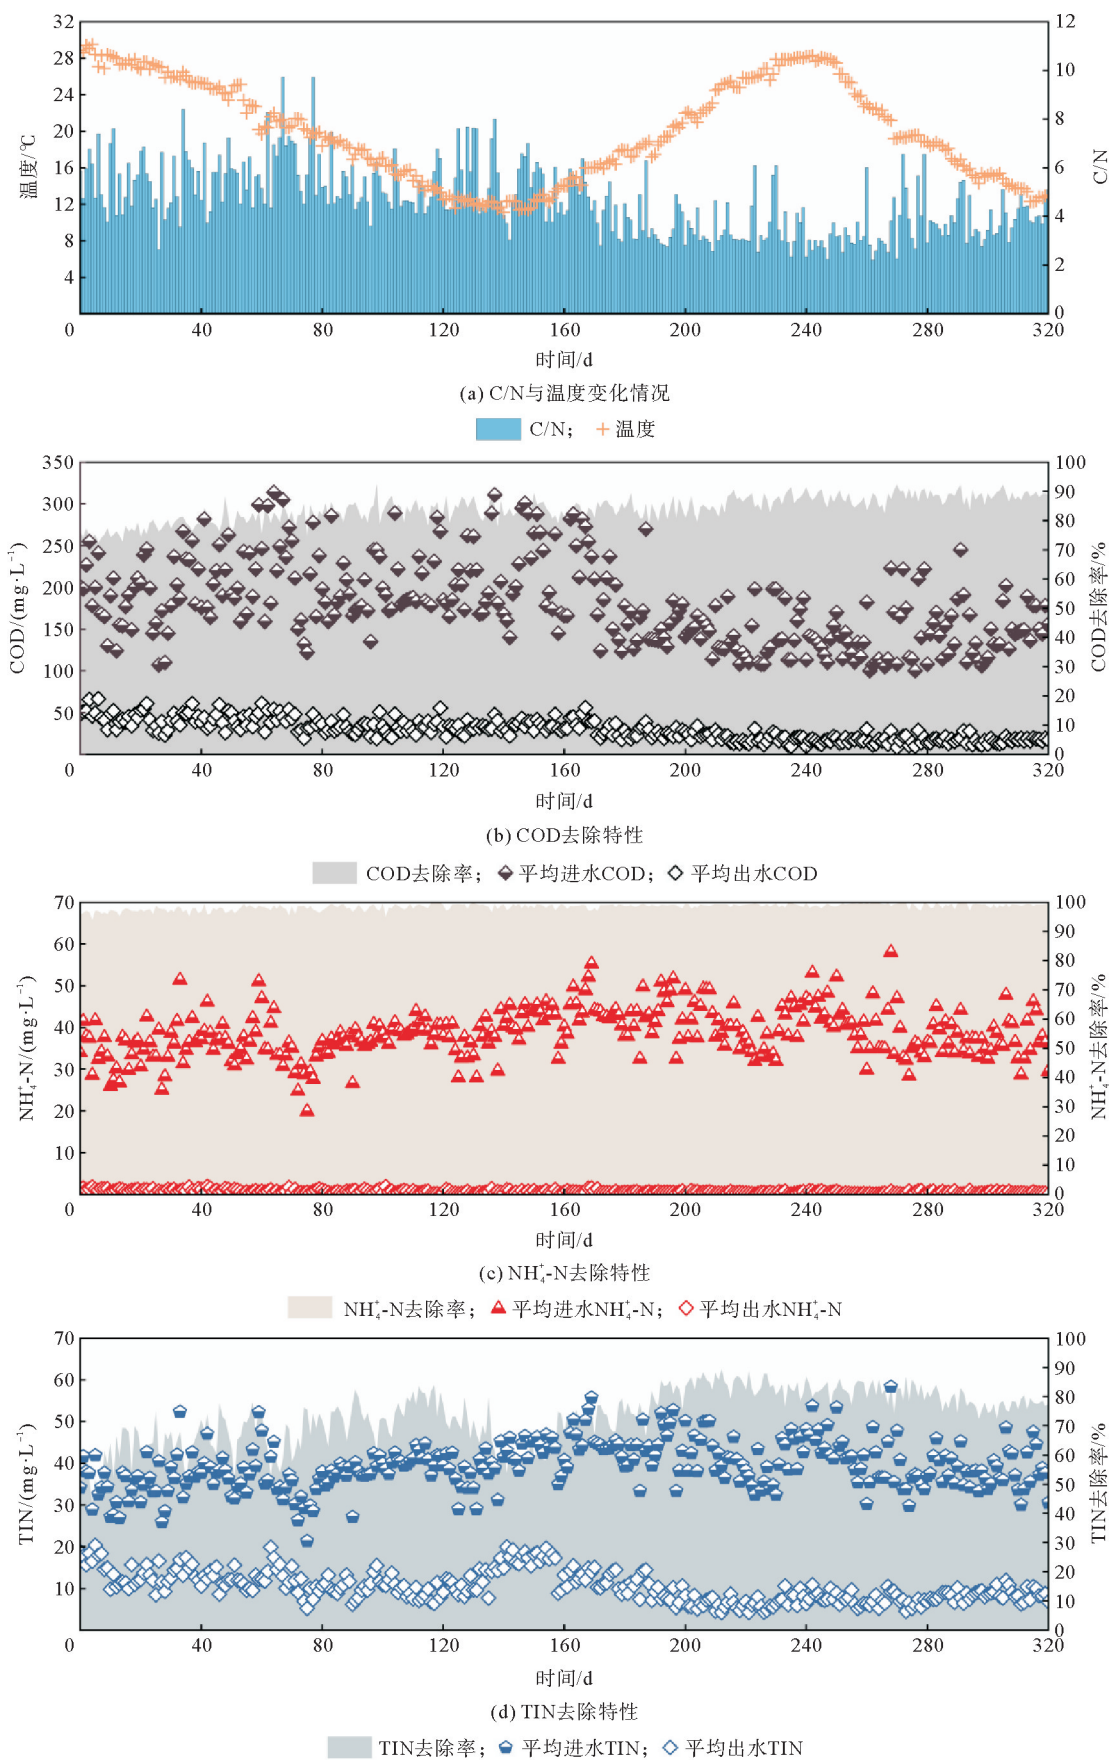 32
28
24
20
16
12
8
4
温度/℃
12
10
8
6
4
2
0
C/N
0 40 80 120 160 200 240 280 320
时间/d
(a) C/N与温度变化情况
C/N； 温度
350
300
250
200
150
100
50
COD/(mg·L⁻¹)
100
90
80
70
60
50
40
30
20
10
0
COD去除率/%
0 40 80 120 160 200 240 280 320
时间/d
(b) COD去除特性
COD去除率； 平均进水COD； 平均出水COD
70
60
50
40
30
20
10
NH₄⁺-N/(mg·L⁻¹)
100
90
80
70
60
50
40
30
20
10
0
NH₄⁺-N去除率/%
0 40 80 120 160 200 240 280 320
时间/d
(c) NH₄⁺-N去除特性
NH₄⁺-N去除率； 平均进水NH₄⁺-N； 平均出水NH₄⁺-N
70
60
50
40
30
20
10
TIN/(mg·L⁻¹)
100
90
80
70
60
50
40
30
20
10
0
TIN去除率/%
0 40 80 120 160 200 240 280 320
时间/d
(d) TIN去除特性
TIN去除率； 平均进水TIN； 平均出水TIN